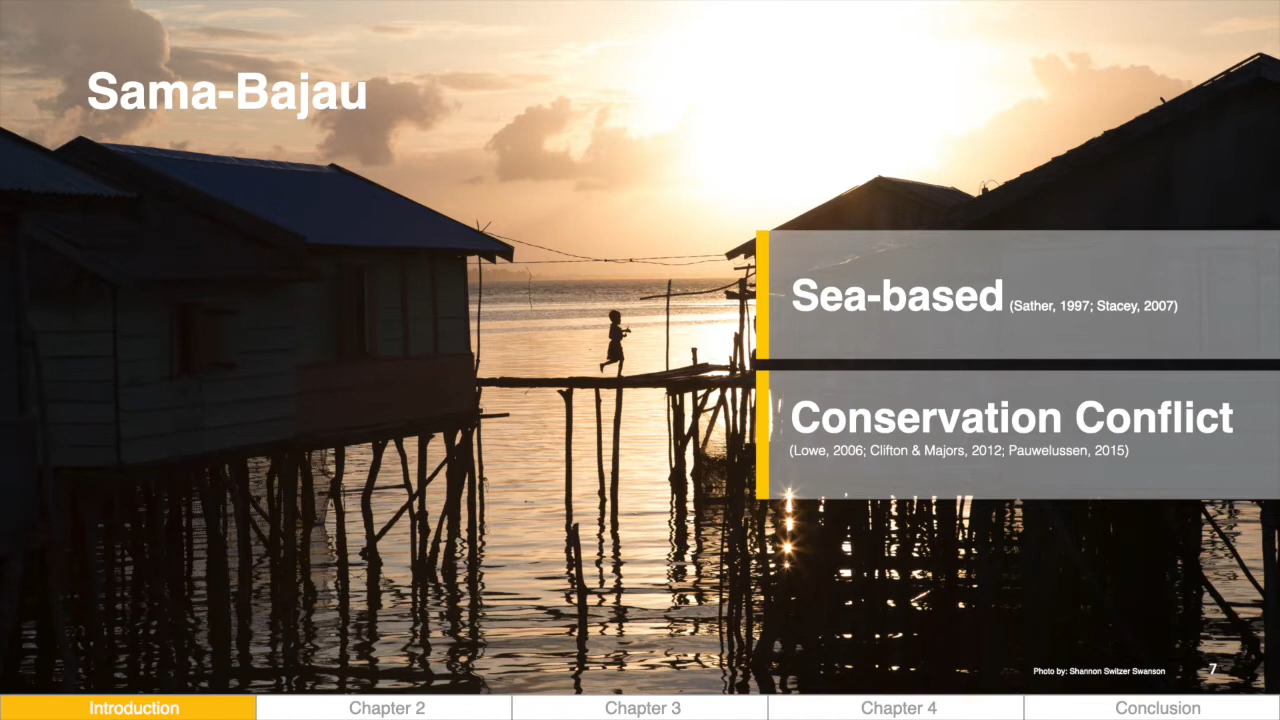 Sama-Bajau
Sea-based (Sather, 1997; Stacey, 2007)
Conservation Conflict
(Lowe, 2006; Clifton & Majors, 2012; Pauwelussen, 2015)
Photo by: Shannon Switzer Swanson
7
Introduction
Chapter 2
Chapter 3
Chapter 4
Conclusion